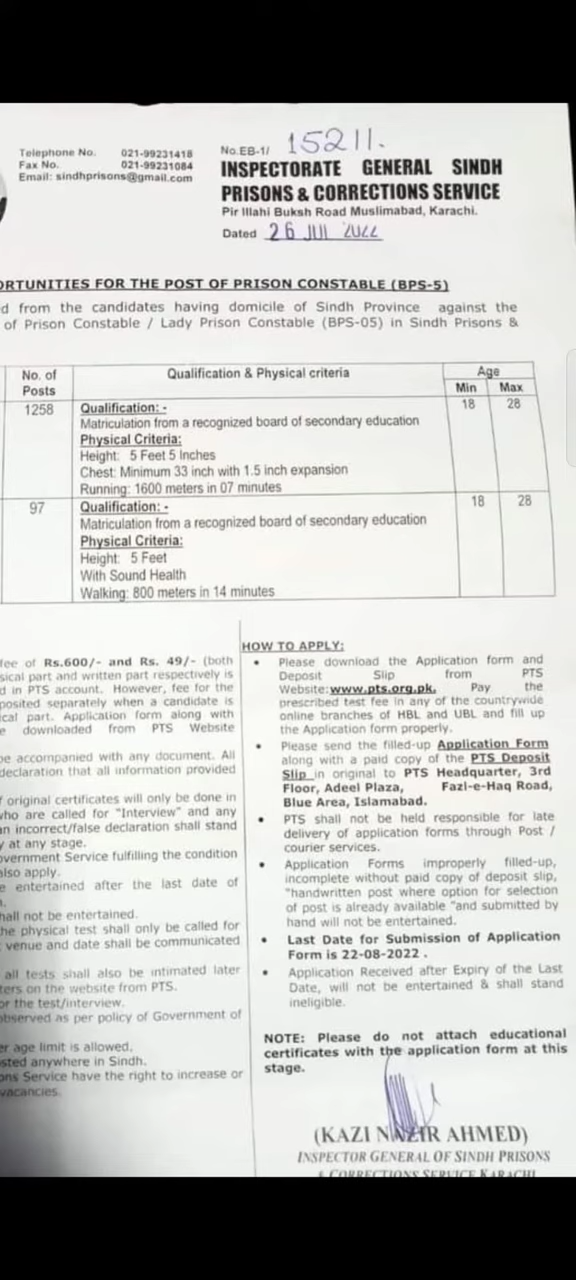 Telephone No. 021-99231418
Fax No. 021-99231084
Email: sindhprisons@gmail.com
No.EB-1/ 15211.
INSPECTORATE GENERAL SINDH
PRISONS & CORRECTIONS SERVICE
Pir Illahi Buksh Road Muslimabad, Karachi.
Dated 26 JUL 2022
ORTUNITIES FOR THE POST OF PRISON CONSTABLE (BPS-5)
d from the candidates having domicile of Sindh Province against the
of Prison Constable / Lady Prison Constable (BPS-05) in Sindh Prisons &
No. of Posts Qualification & Physical criteria Age
Min Max
1258 Qualification: - 18 28
Matriculation from a recognized board of secondary education
Physical Criteria:
Height: 5 Feet 5 Inches
Chest: Minimum 33 inch with 1.5 inch expansion
Running: 1600 meters in 07 minutes
97 Qualification: - 18 28
Matriculation from a recognized board of secondary education
Physical Criteria:
Height: 5 Feet
With Sound Health
Walking: 800 meters in 14 minutes
fee of Rs.600/- and Rs. 49/- (both
sical part and written part respectively is
d in PTS account. However, fee for the
posited separately when a candidate is
ical part. Application form along with
e downloaded from PTS Website
be accompanied with any document. All
declaration that all information provided
f original certificates will only be done in
who are called for "Interview" and any
an incorrect/false declaration shall stand
y at any stage.
overnment Service fulfilling the condition
also apply.
e entertained after the last date of
hall not be entertained.
he physical test shall only be called for
venue and date shall be communicated
all tests shall also be intimated later
ters on the website from PTS.
or the test/interview.
observed as per policy of Government of
er age limit is allowed.
sted anywhere in Sindh.
ons Service have the right to increase or
vacancies.
HOW TO APPLY:
• Please download the Application form and
Deposit Slip from PTS
Website:www.pts.org.pk. Pay the
prescribed test fee in any of the countrywide
online branches of HBL and UBL and fill up
the Application form properly.
• Please send the filled-up Application Form
along with a paid copy of the PTS Deposit
Slip in original to PTS Headquarter, 3rd
Floor, Adeel Plaza, Fazl-e-Haq Road,
Blue Area, Islamabad.
• PTS shall not be held responsible for late
delivery of application forms through Post /
courier services.
• Application Forms improperly filled-up,
incomplete without paid copy of deposit slip,
"handwritten post where option for selection
of post is already available "and submitted by
hand will not be entertained.
• Last Date for Submission of Application
Form is 22-08-2022 .
• Application Received after Expiry of the Last
Date, will not be entertained & shall stand
ineligible.
NOTE: Please do not attach educational
certificates with the application form at this
stage.
(KAZI NAZIR AHMED)
INSPECTOR GENERAL OF SINDH PRISONS
& CORRECTIONS SERVICE KARACHI